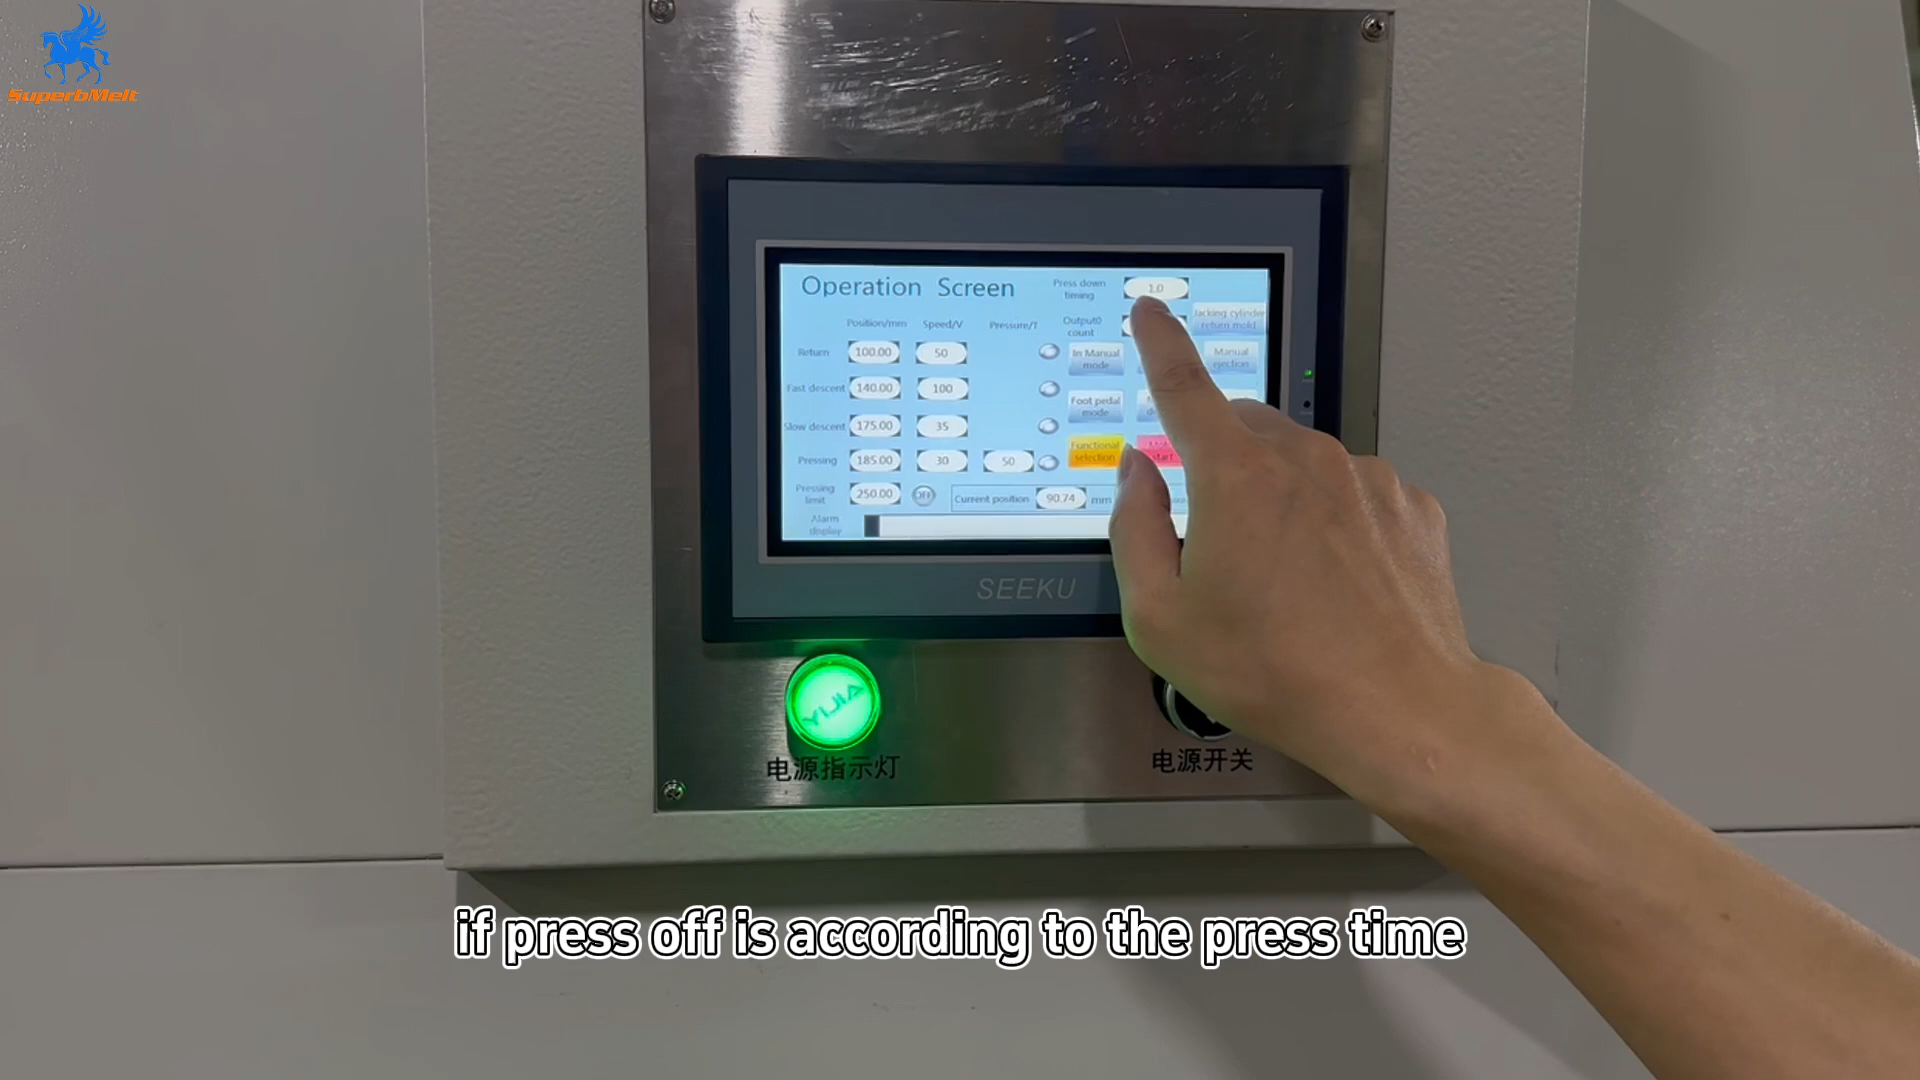 SuperbMelt
Operation Screen
Press down
timing
1.0
Position/mm Speed/V Pressure/T
Output0
count
Jacking cylinder
return mold
Return 100.00 50
In Manual
mode
Manual
ejection
Fast descent 140.00 100
Foot pedal
mode
Slow descent 175.00 35
Functional
selection
start
Pressing 185.00 30 50
Pressing
limit
250.00 OFF
Current position 90.74 mm
Alarm
display
SEEKU
YIJIA
电源指示灯
电源开关
if press off is according to the press time